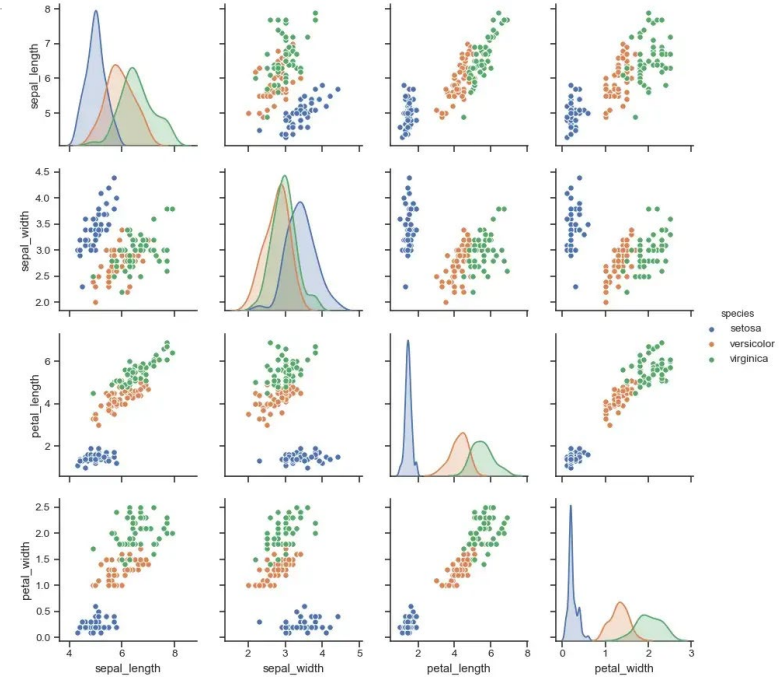 8
7
6
5
sepal_length
4.5
4.0
3.5
3.0
2.5
2.0
sepal_width
species
setosa
versicolor
virginica
6
4
2
petal_length
2.5
2.0
1.5
1.0
0.5
0.0
petal_width
4 6 8 2 3 4 5 2 4 6 8 0 1 2 3
sepal_length sepal_width petal_length petal_width